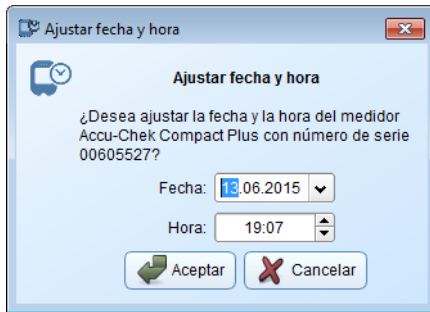 Ajustar fecha y hora
Ajustar fecha y hora
¿Desea ajustar la fecha y la hora del medidor
Accu-Chek Compact Plus con número de serie
00605527?
Fecha: 13.06.2015
Hora: 19:07
Aceptar Cancelar